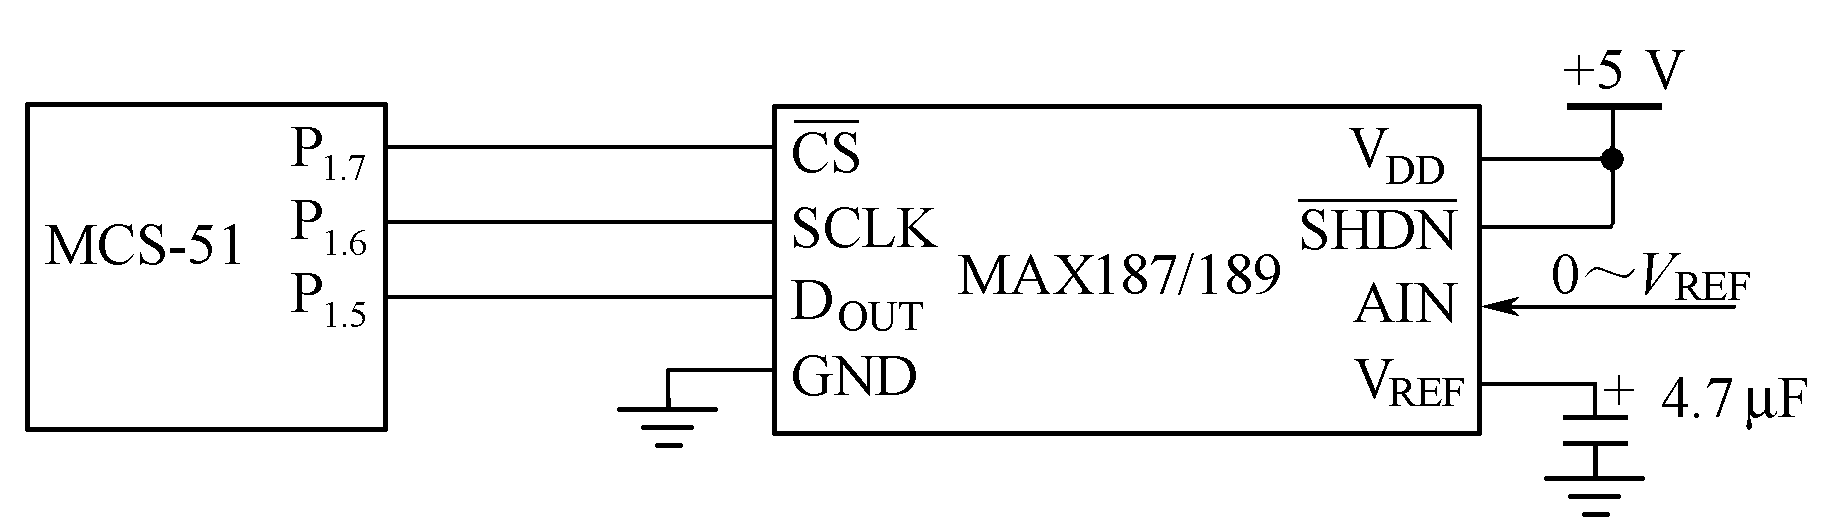 +5 V
MCS-51
P1.7
P1.6
P1.5
CS
SCLK
DOUT
GND
MAX187/189
VDD
SHDN
AIN
VREF
0～VREF
+ 4.7 μF